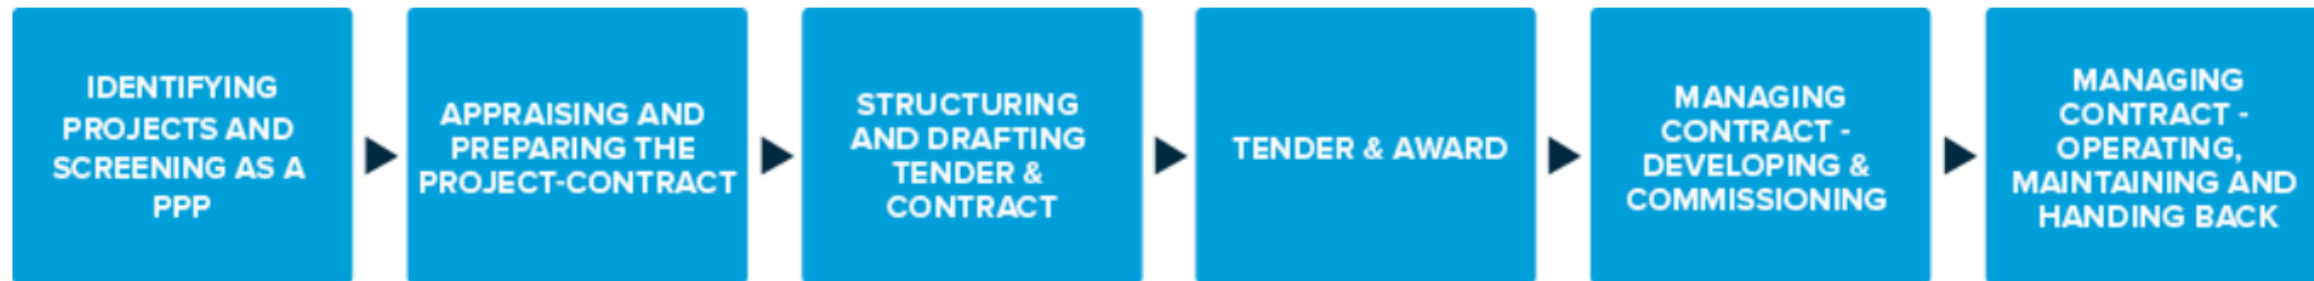 IDENTIFYING
PROJECTS AND
SCREENING AS A
PPP
APPRAISING AND
PREPARING THE
PROJECT-CONTRACT
STRUCTURING
AND DRAFTING
TENDER &
CONTRACT
TENDER & AWARD
MANAGING
CONTRACT -
DEVELOPING &
COMMISSIONING
MANAGING
CONTRACT -
OPERATING,
MAINTAINING AND
HANDING BACK